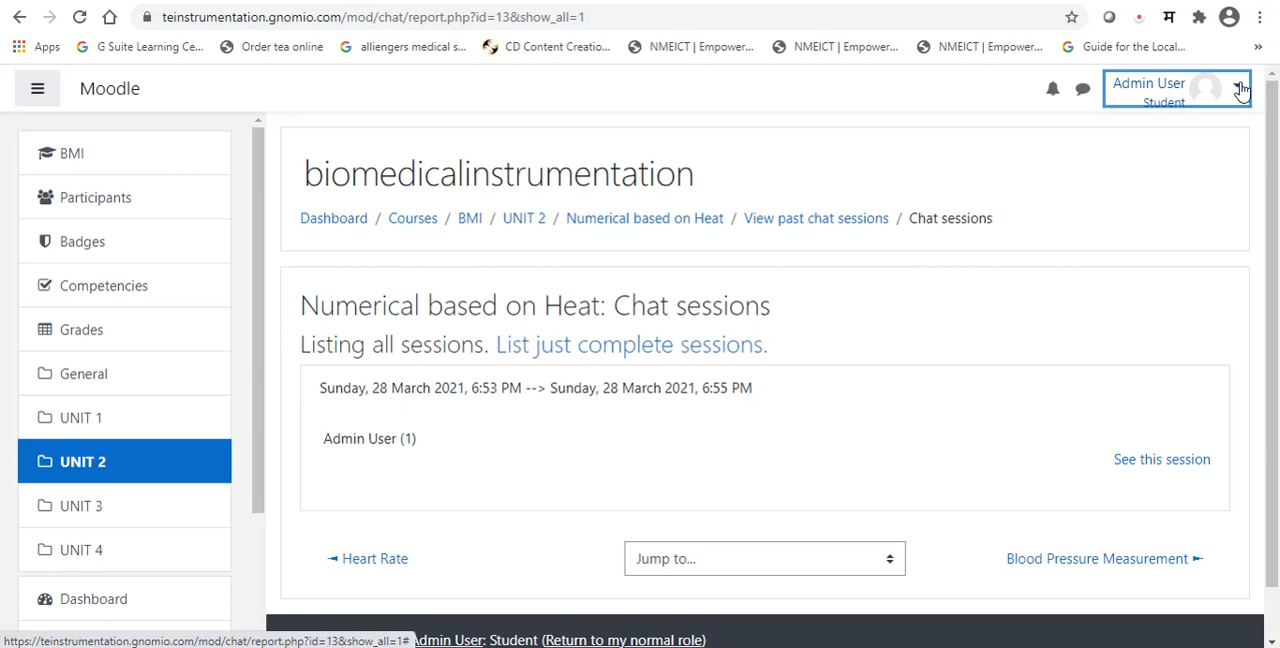 teinstrumentation.gnomio.com/mod/chat/report.php?id=13&show_all=1
Apps G Suite Learning Ce... Order tea online alliengers medical s... CD Content Creatio... NMEICT | Empower... NMEICT | Empower... NMEICT | Empower... Guide for the Local... »
Moodle
Admin User
Student
BMI
Participants
Badges
Competencies
Grades
General
UNIT 1
UNIT 2
UNIT 3
UNIT 4
Dashboard
biomedicalinstrumentation
Dashboard / Courses / BMI / UNIT 2 / Numerical based on Heat / View past chat sessions / Chat sessions
Numerical based on Heat: Chat sessions
Listing all sessions. List just complete sessions.
Sunday, 28 March 2021, 6:53 PM --> Sunday, 28 March 2021, 6:55 PM
Admin User (1)
See this session
◄ Heart Rate
Jump to...
Blood Pressure Measurement ►
https://teinstrumentation.gnomio.com/mod/chat/report.php?id=13&show_all=1#
Admin User: Student (Return to my normal role)